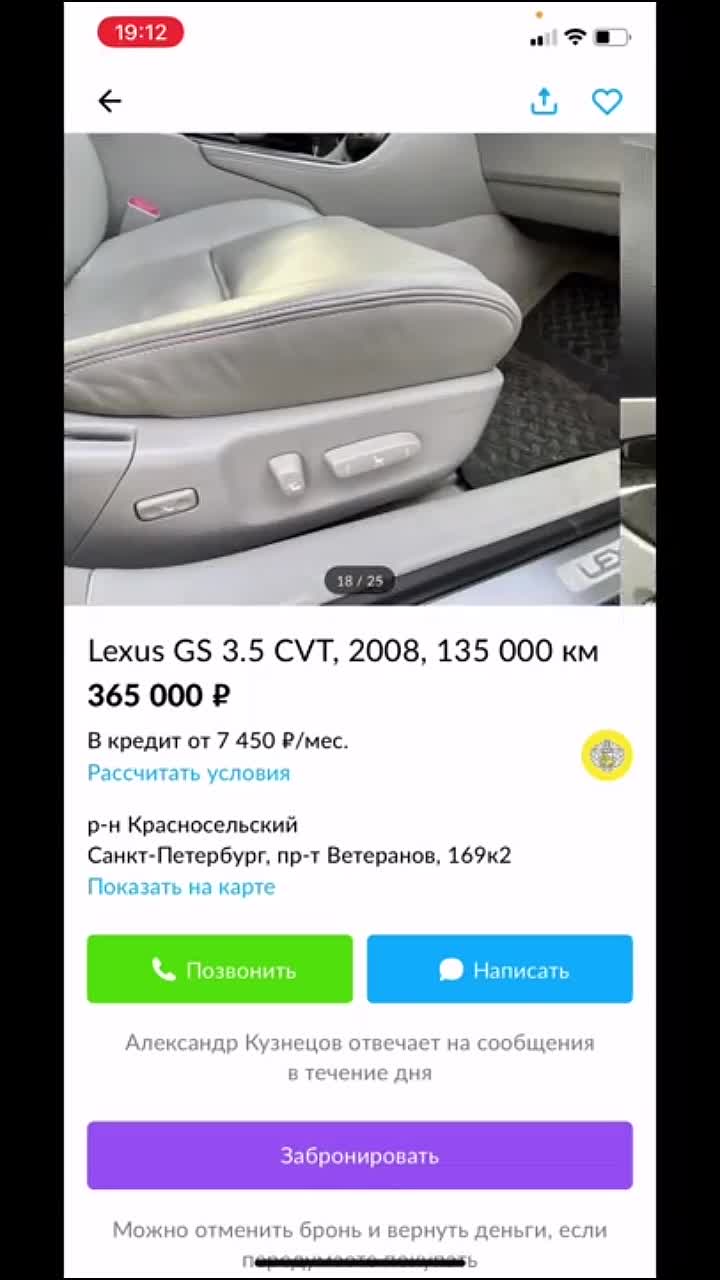 19:12
18 / 25
Lexus GS 3.5 CVT, 2008, 135 000 км
365 000 ₽
В кредит от 7 450 ₽/мес.
Рассчитать условия
р-н Красносельский
Санкт-Петербург, пр-т Ветеранов, 169к2
Показать на карте
Позвонить
Написать
Александр Кузнецов отвечает на сообщения
в течение дня
Забронировать
Можно отменить бронь и вернуть деньги, если
передумаете покупать